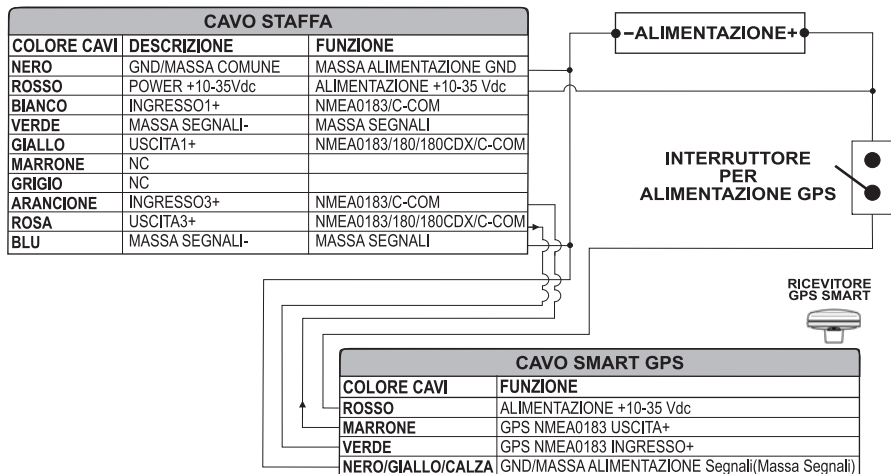 CAVO STAFFA
COLORE CAVI DESCRIZIONE FUNZIONE
NERO GND/MASSA COMUNE MASSA ALIMENTAZIONE GND
ROSSO POWER +10-35Vdc ALIMENTAZIONE +10-35 Vdc
BIANCO INGRESSO1+ NMEA0183/C-COM
VERDE MASSA SEGNALI- MASSA SEGNALI
GIALLO USCITA1+ NMEA0183/180/180CDX/C-COM
MARRONE NC
GRIGIO NC
ARANCIONE INGRESSO3+ NMEA0183/C-COM
ROSA USCITA3+ NMEA0183/180/180CDX/C-COM
BLU MASSA SEGNALI- MASSA SEGNALI
-ALIMENTAZIONE+
INTERRUTTORE
PER
ALIMENTAZIONE GPS
RICEVITORE
GPS SMART
CAVO SMART GPS
COLORE CAVI FUNZIONE
ROSSO ALIMENTAZIONE +10-35 Vdc
MARRONE GPS NMEA0183 USCITA+
VERDE GPS NMEA0183 INGRESSO+
NERO/GIALLO/CALZA GND/MASSA ALIMENTAZIONE Segnali(Massa Segnali)